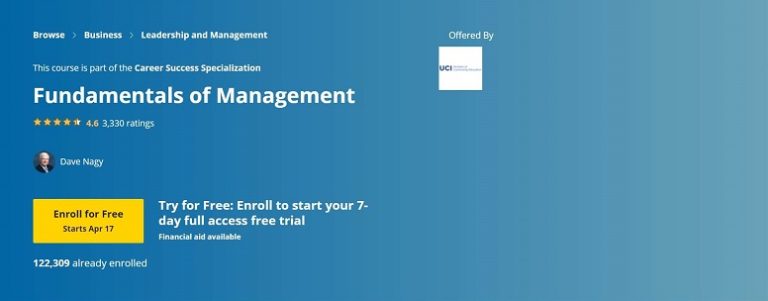 Browse > Business > Leadership and Management
Offered By
UCI
This course is part of the Career Success Specialization
Fundamentals of Management
4.6 3,330 ratings
Dave Nagy
Enroll for Free
Starts Apr 17
Try for Free: Enroll to start your 7-
day full access free trial
Financial aid available
122,309 already enrolled